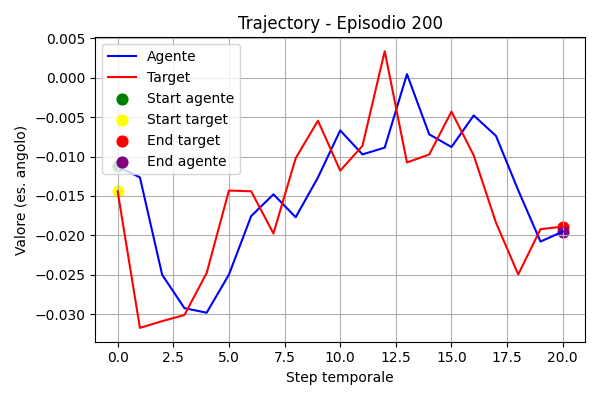 Trajectory - Episodio 200
Valore (es. angolo)
0.005
0.000
−0.005
−0.010
−0.015
−0.020
−0.025
−0.030
Agente
Target
Start agente
Start target
End target
End agente
0.0 2.5 5.0 7.5 10.0 12.5 15.0 17.5 20.0
Step temporale